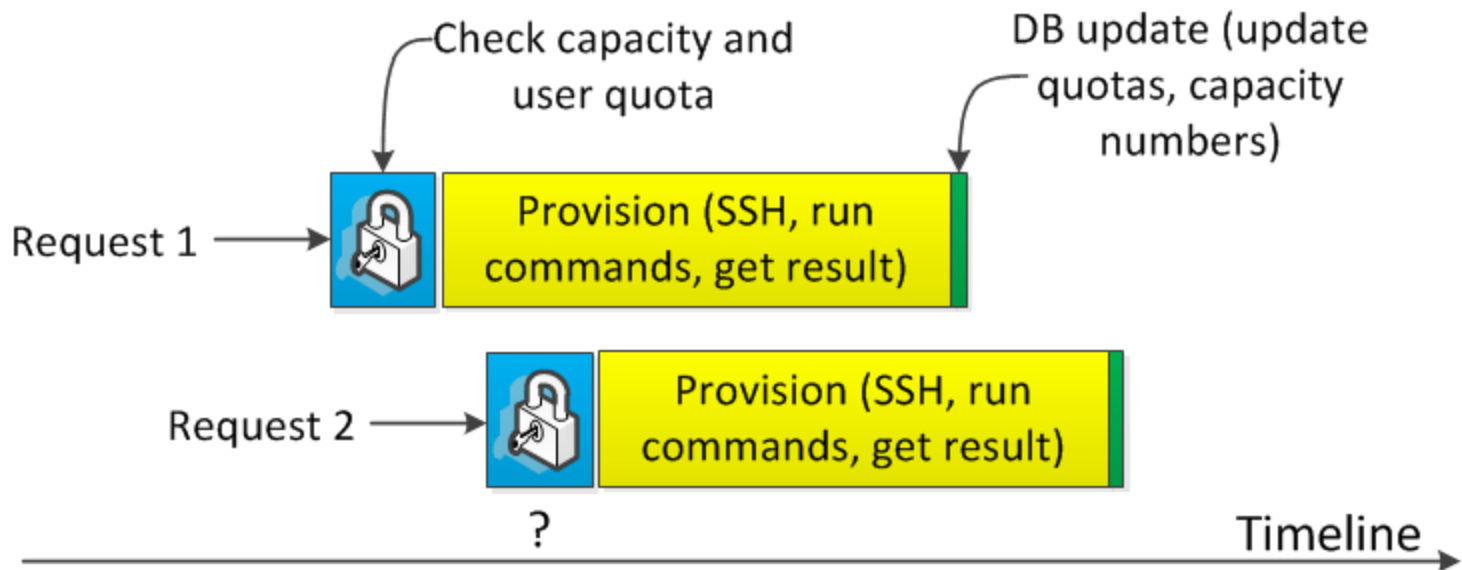 Check capacity and
user quota
DB update (update
quotas, capacity
numbers)
Request 1
Provision (SSH, run
commands, get result)
Request 2
Provision (SSH, run
commands, get result)
?
Timeline